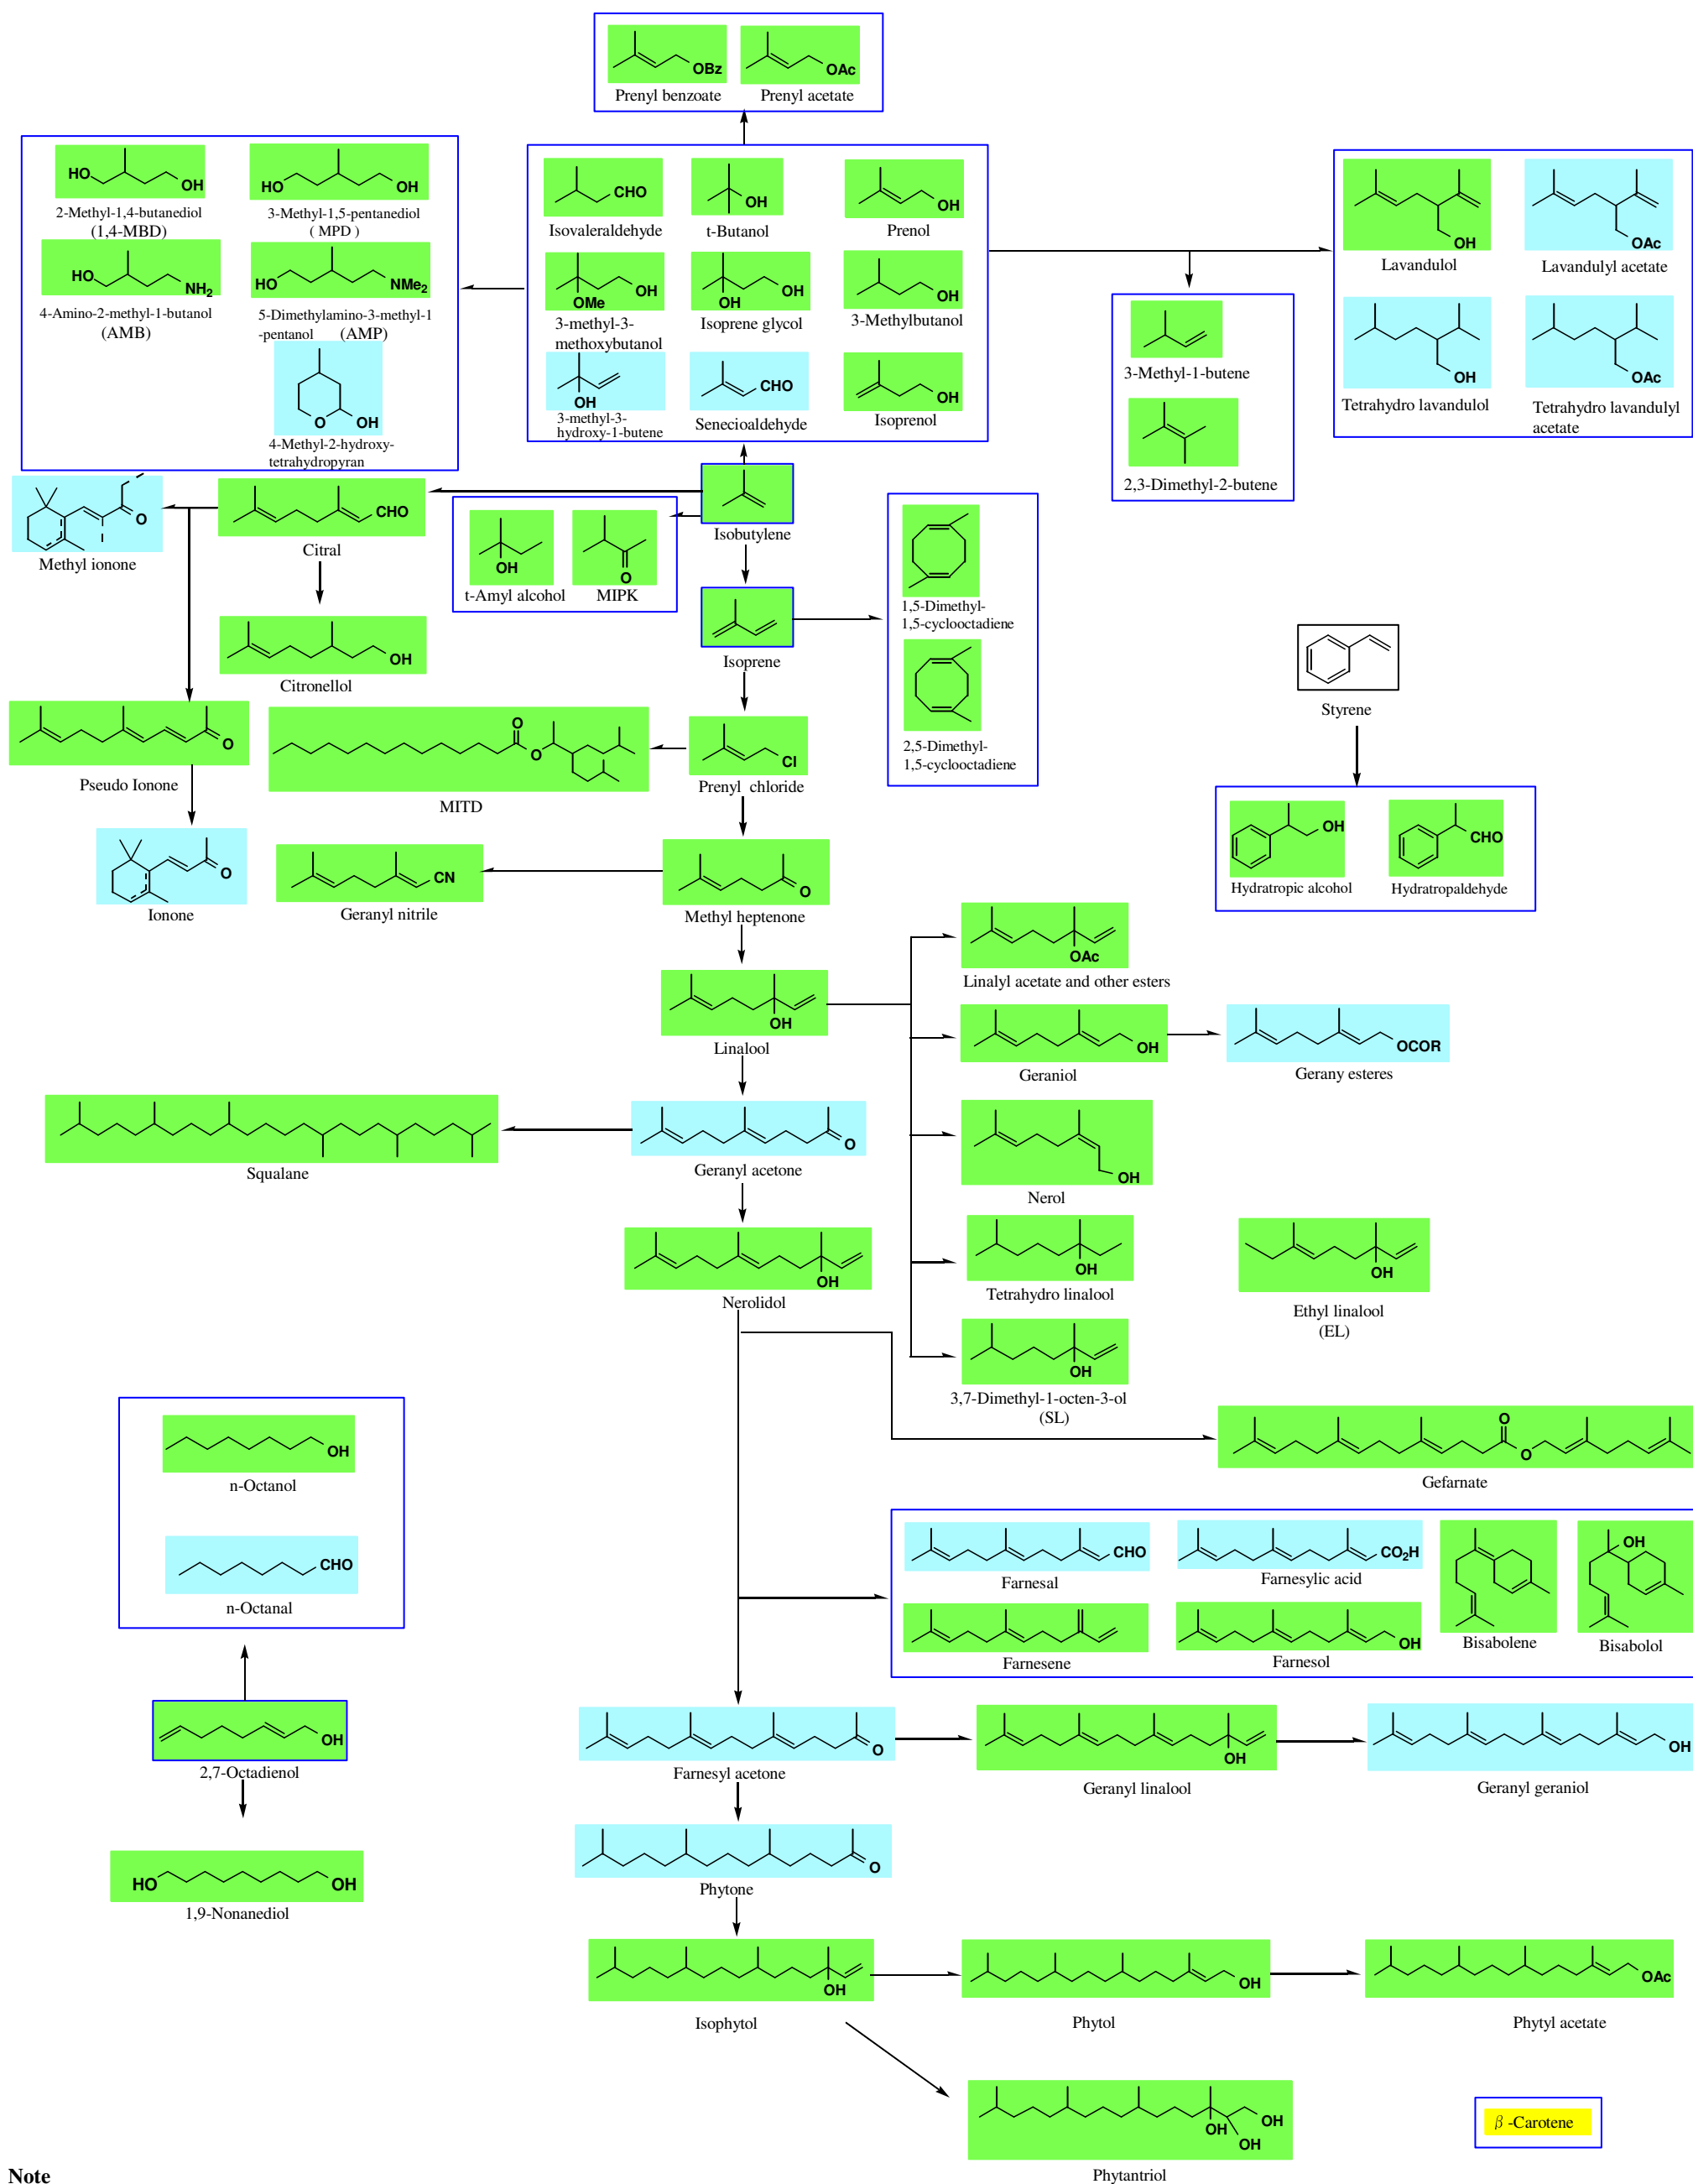 OBz
OAc
Prenyl benzoate
Prenyl acetate
HO
OH
2-Methyl-1,4-butanediol
(1,4-MBD)
HO
OH
3-Methyl-1,5-pentanediol
( MPD )
HO
NH2
4-Amino-2-methyl-1-butanol
(AMB)
HO
NMe2
5-Dimethylamino-3-methyl-1
-pentanol (AMP)
O
OH
4-Methyl-2-hydroxy-
tetrahydropyran
CHO
Isovaleraldehyde
OH
t-Butanol
OH
Prenol
OMe
OH
3-methyl-3-
methoxybutanol
OH
OH
Isoprene glycol
OH
3-Methylbutanol
OH
3-methyl-3-
hydroxy-1-butene
CHO
Senecioaldehyde
OH
Isoprenol
OH
Lavandulol
OAc
Lavandulyl acetate
OH
Tetrahydro lavandulol
OAc
Tetrahydro lavandulyl
acetate
3-Methyl-1-butene
2,3-Dimethyl-2-butene
O
Methyl ionone
CHO
Citral
OH
t-Amyl alcohol
O
MIPK
Isobutylene
Isoprene
1,5-Dimethyl-
1,5-cyclooctadiene
2,5-Dimethyl-
1,5-cyclooctadiene
Styrene
OH
Citronellol
O
Pseudo Ionone
O
O
MITD
Cl
Prenyl chloride
OH
Hydratropic alcohol
CHO
Hydratropaldehyde
O
Ionone
CN
Geranyl nitrile
O
Methyl heptenone
OAc
Linalyl acetate and other esters
OH
Linalool
OH
Geraniol
OCOR
Gerany esteres
Squalane
O
Geranyl acetone
OH
Nerol
OH
Nerolidol
OH
Tetrahydro linalool
OH
Ethyl linalool
(EL)
OH
3,7-Dimethyl-1-octen-3-ol
(SL)
O
O
Gefarnate
OH
n-Octanol
CHO
n-Octanal
CHO
Farnesal
CO2H
Farnesylic acid
Bisabolene
OH
Bisabolol
Farnesene
OH
Farnesol
OH
2,7-Octadienol
O
Farnesyl acetone
OH
Geranyl linalool
OH
Geranyl geraniol
HO
OH
1,9-Nonanediol
O
Phytone
OH
Isophytol
OH
Phytol
OAc
Phytyl acetate
OH
OH
OH
Phytantriol
β-Carotene
Note